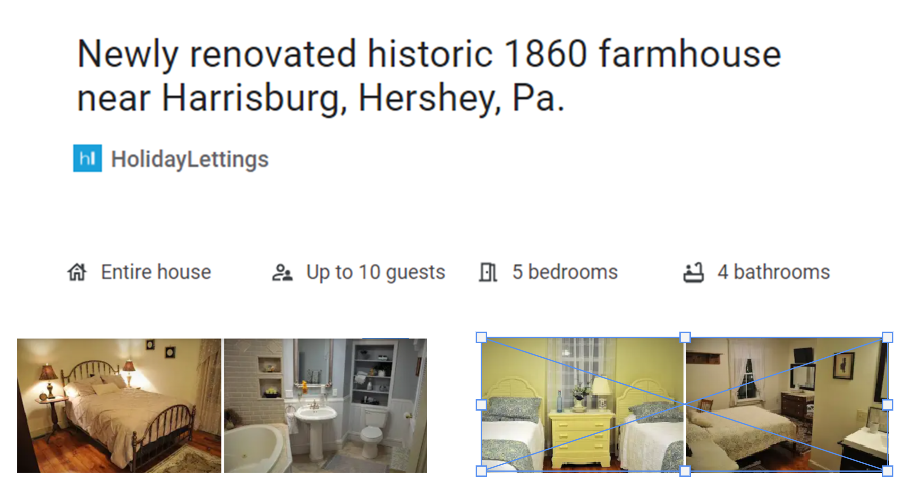 Newly renovated historic 1860 farmhouse
near Harrisburg, Hershey, Pa.
hl HolidayLettings
Entire house Up to 10 guests 5 bedrooms 4 bathrooms